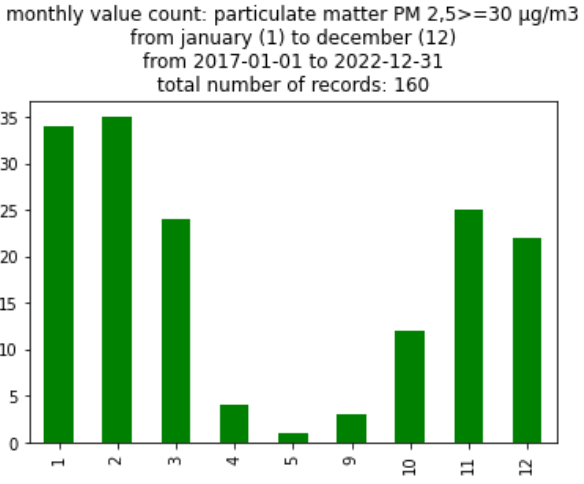 monthly value count: particulate matter PM 2,5>=30 µg/m3
from january (1) to december (12)
from 2017-01-01 to 2022-12-31
total number of records: 160
35
30
25
20
15
10
5
0
1 2 3 4 5 9 10 11 12